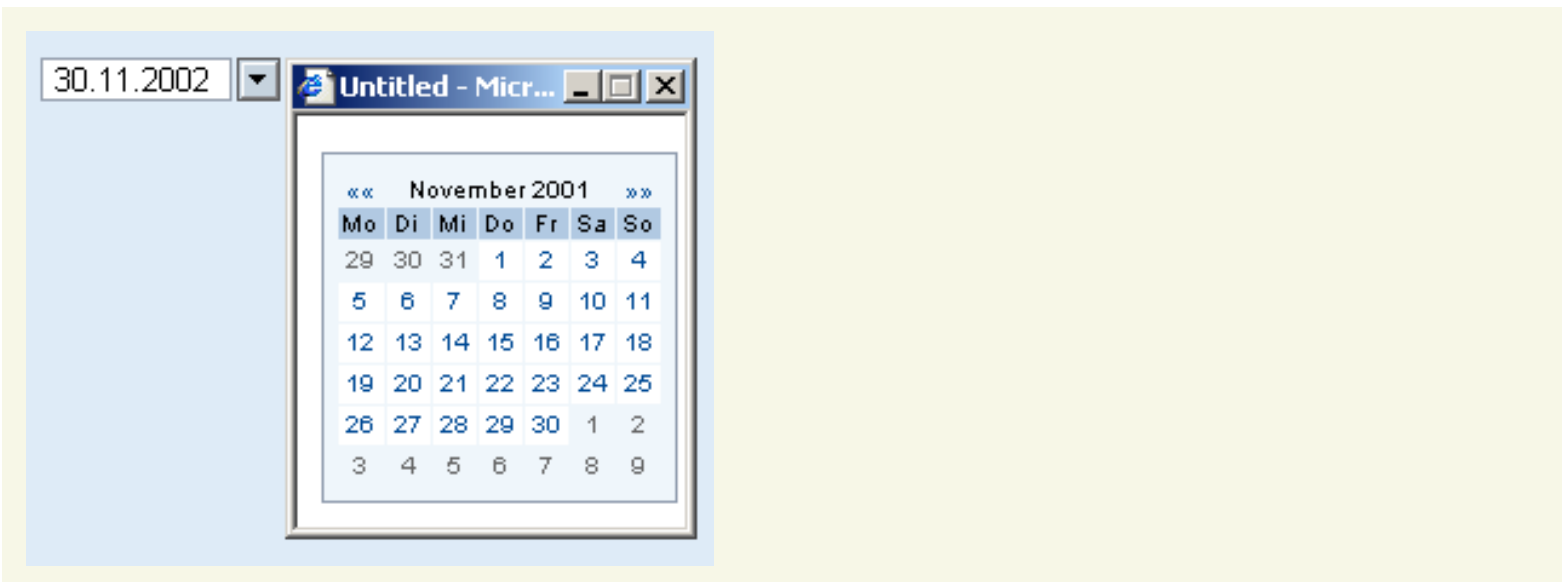 30.11.2002
Untitled - Micr...
«« November 2001 »»
Mo Di Mi Do Fr Sa So
29 30 31 1 2 3 4
5 6 7 8 9 10 11
12 13 14 15 16 17 18
19 20 21 22 23 24 25
26 27 28 29 30 1 2
3 4 5 6 7 8 9